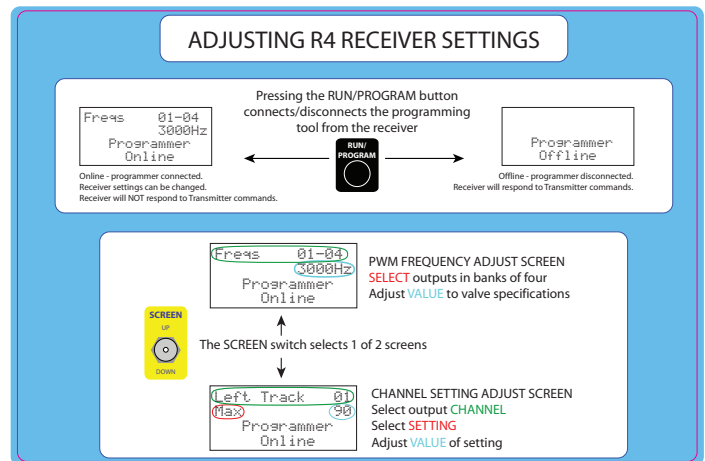 ADJUSTING R4 RECEIVER SETTINGS
Pressing the RUN/PROGRAM button
connects/disconnects the programming
tool from the receiver
Freqs 01-04
3000Hz
Programmer
Online
RUN/
PROGRAM
Programmer
Offline
Online - programmer connected.
Receiver settings can be changed.
Receiver will NOT respond to Transmitter commands.
Offline - programmer disconnected.
Receiver will respond to Transmitter commands.
Freqs 01-04
3000Hz
Programmer
Online
PWM FREQUENCY ADJUST SCREEN
SELECT outputs in banks of four
Adjust VALUE to valve specifications
SCREEN
UP
DOWN
The SCREEN switch selects 1 of 2 screens
Left Track 01
Max 90
Programmer
Online
CHANNEL SETTING ADJUST SCREEN
Select output CHANNEL
Select SETTING
Adjust VALUE of setting